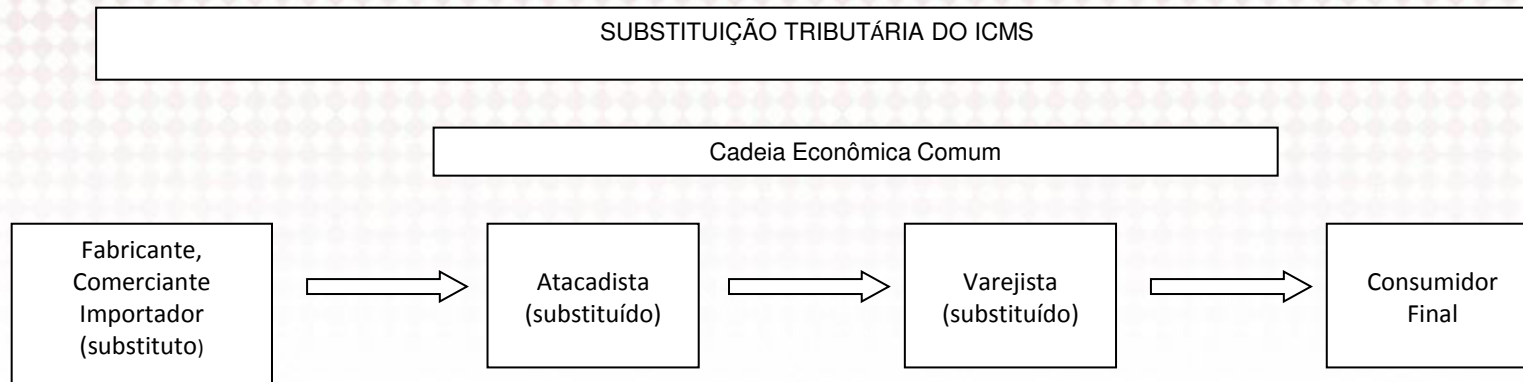 SUBSTITUIÇÃO TRIBUTÁRIA DO ICMS
Cadeia Econômica Comum
Fabricante,
Comerciante
Importador
(substituto)
Atacadista
(substituído)
Varejista
(substituído)
Consumidor
Final